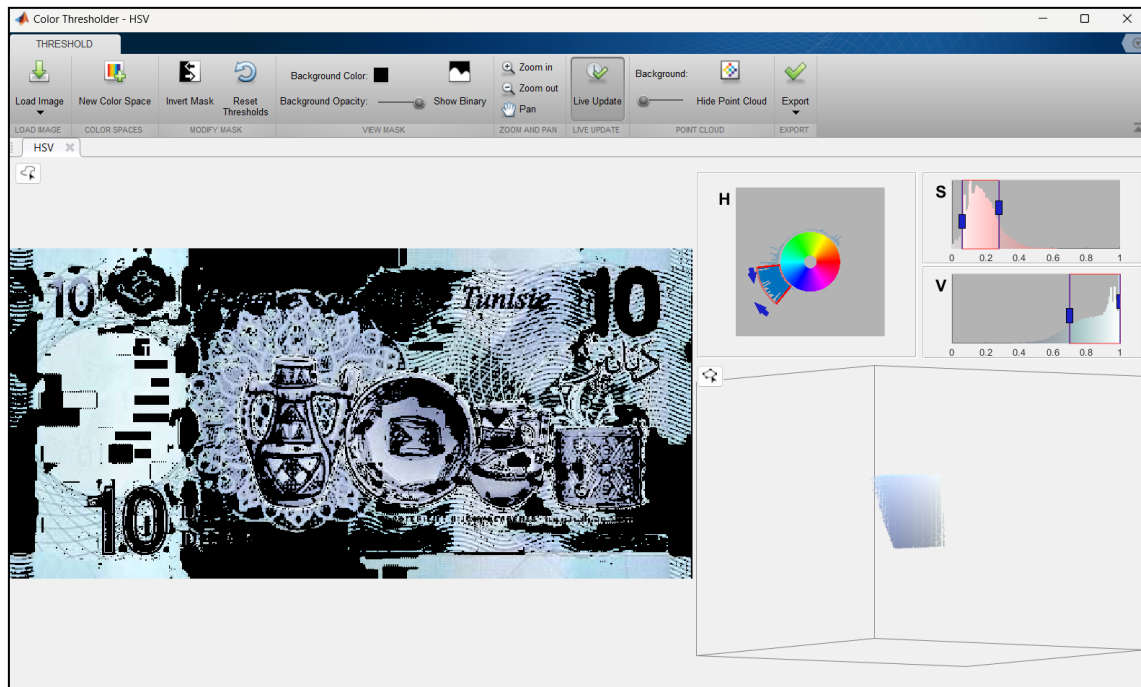 Color Thresholder - HSV
THRESHOLD
Load Image
New Color Space
Invert Mask
Reset Thresholds
Background Color:
Background Opacity:
Show Binary
Zoom in
Zoom out
Pan
Live Update
Background:
Hide Point Cloud
Export
LOAD IMAGE
COLOR SPACES
MODIFY MASK
VIEW MASK
ZOOM AND PAN
LIVE UPDATE
POINT CLOUD
EXPORT
HSV
H
S
0 0.2 0.4 0.6 0.8 1
V
0 0.2 0.4 0.6 0.8 1
10
Tuniste
10
10